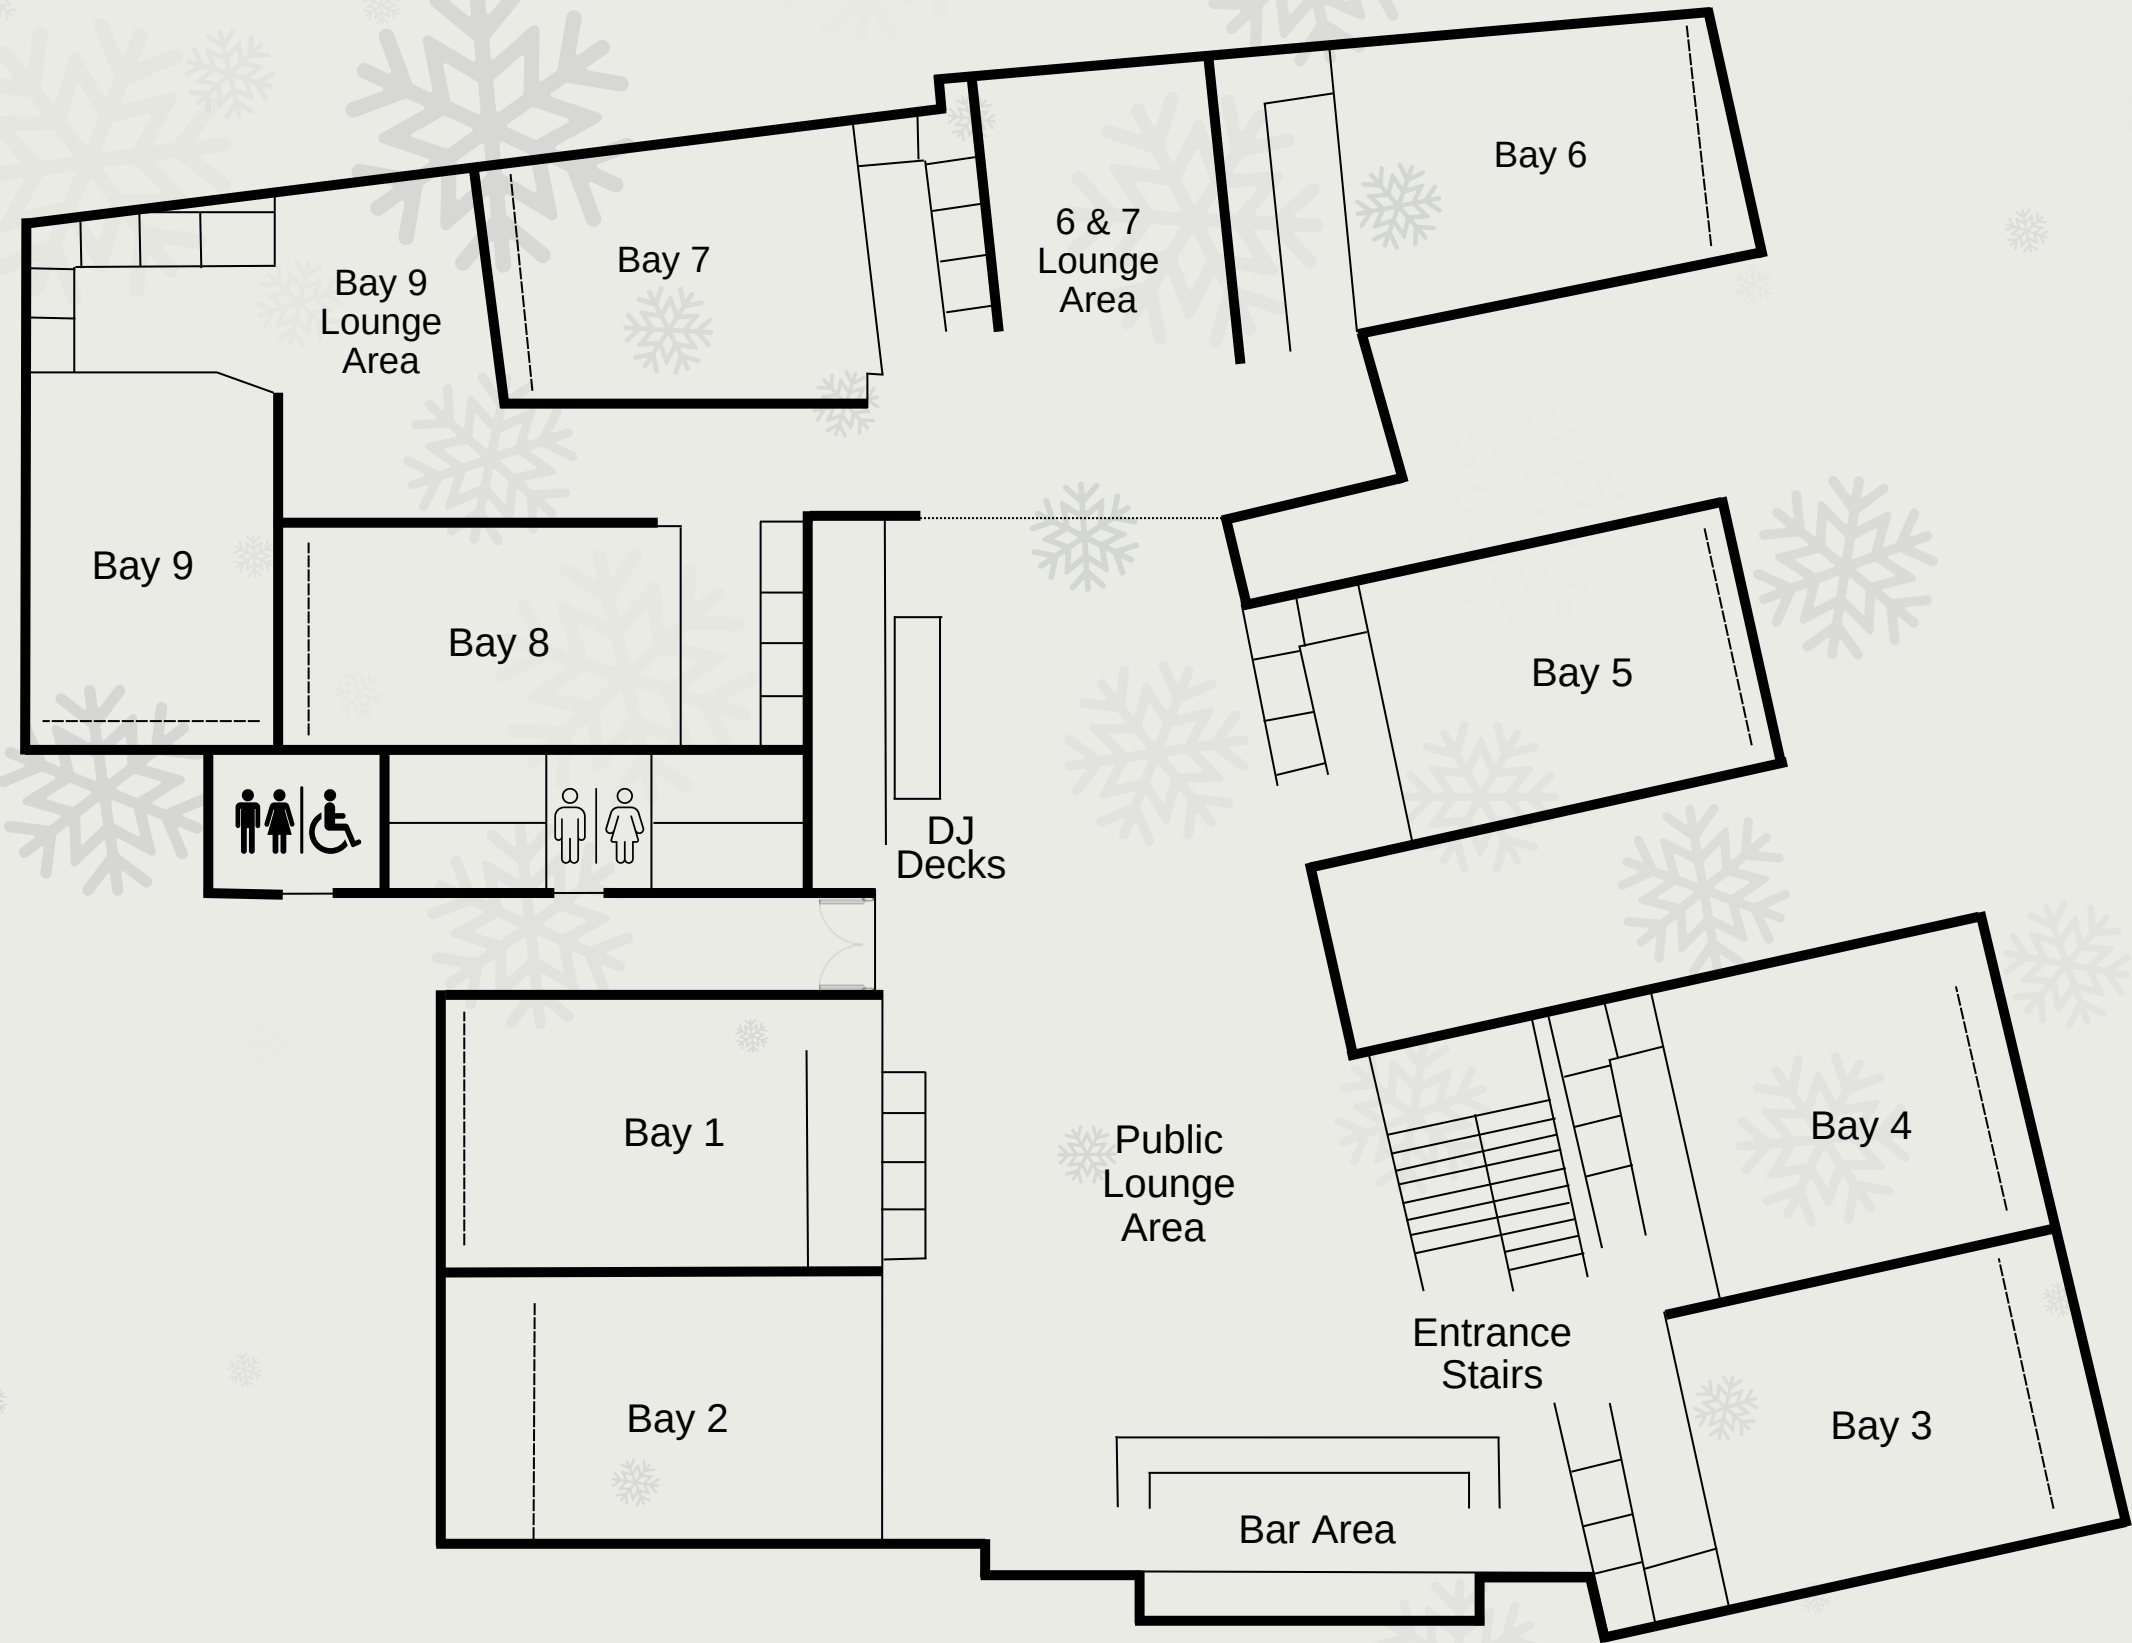 Bay 6
6 & 7
Lounge
Area
Bay 7
Bay 9
Lounge
Area
Bay 9
Bay 8
Bay 5
DJ
Decks
Bay 1
Public
Lounge
Area
Bay 4
Entrance
Stairs
Bay 2
Bay 3
Bar Area